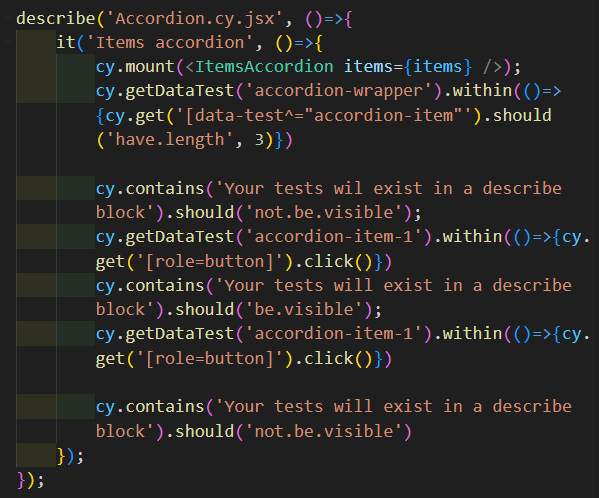 describe('Accordion.cy.jsx', ()=>{
it('Items accordion', ()=>{
cy.mount(<ItemsAccordion items={items} />);
cy.getDataTest('accordion-wrapper').within(()=>
{cy.get('[data-test^="accordion-item"').should
('have.length', 3)})
cy.contains('Your tests wil exist in a describe
block').should('not.be.visible');
cy.getDataTest('accordion-item-1').within(()=>{cy.
get('[role=button]').click()})
cy.contains('Your tests will exist in a describe
block').should('be.visible');
cy.getDataTest('accordion-item-1').within(()=>{cy.
get('[role=button]').click()})
cy.contains('Your tests will exist in a describe
block').should('not.be.visible')
});
});